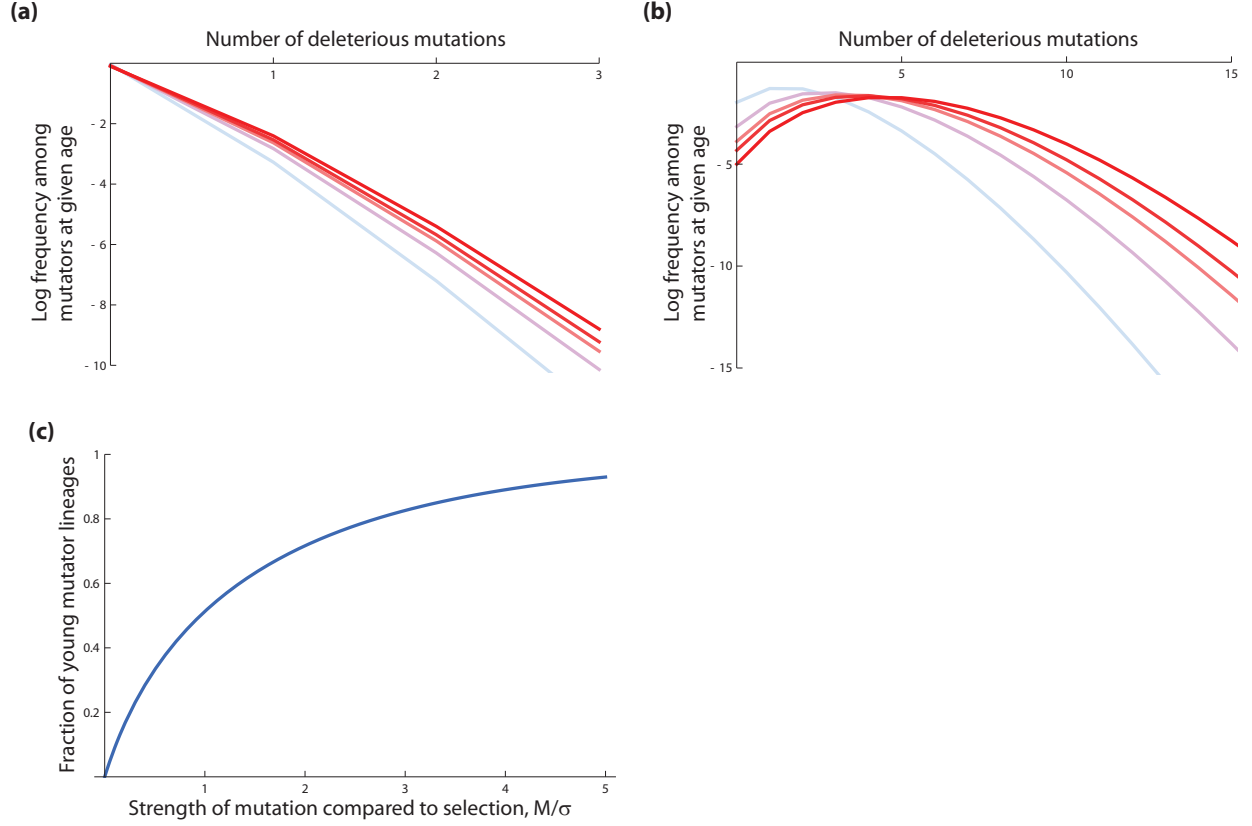 (a)
Number of deleterious mutations
1
2
3
- 2
- 4
- 6
- 8
- 10
Log frequency among
mutators at given age
(b)
Number of deleterious mutations
5
10
15
- 5
- 10
- 15
Log frequency among
mutators at given age
(c)
1
0.8
0.6
0.4
0.2
Fraction of young mutator lineages
1
2
3
4
5
Strength of mutation compared to selection, M/σ